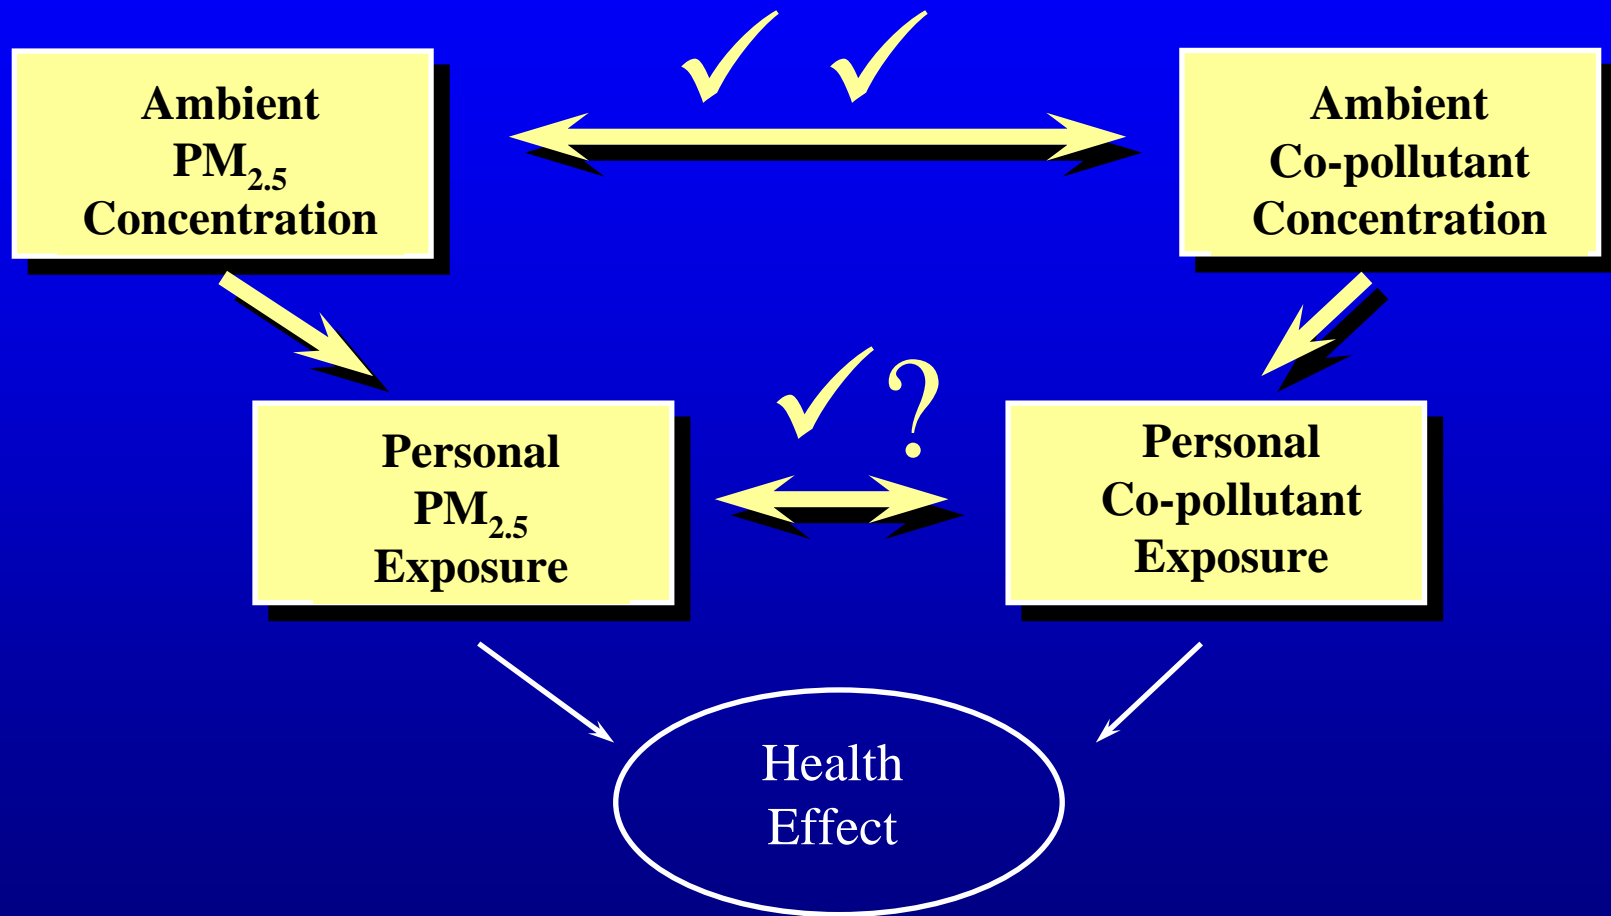 Ambient
PM2.5
Concentration
Ambient
Co-pollutant
Concentration
?
Personal
PM2.5
Exposure
Personal
Co-pollutant
Exposure
Health
Effect